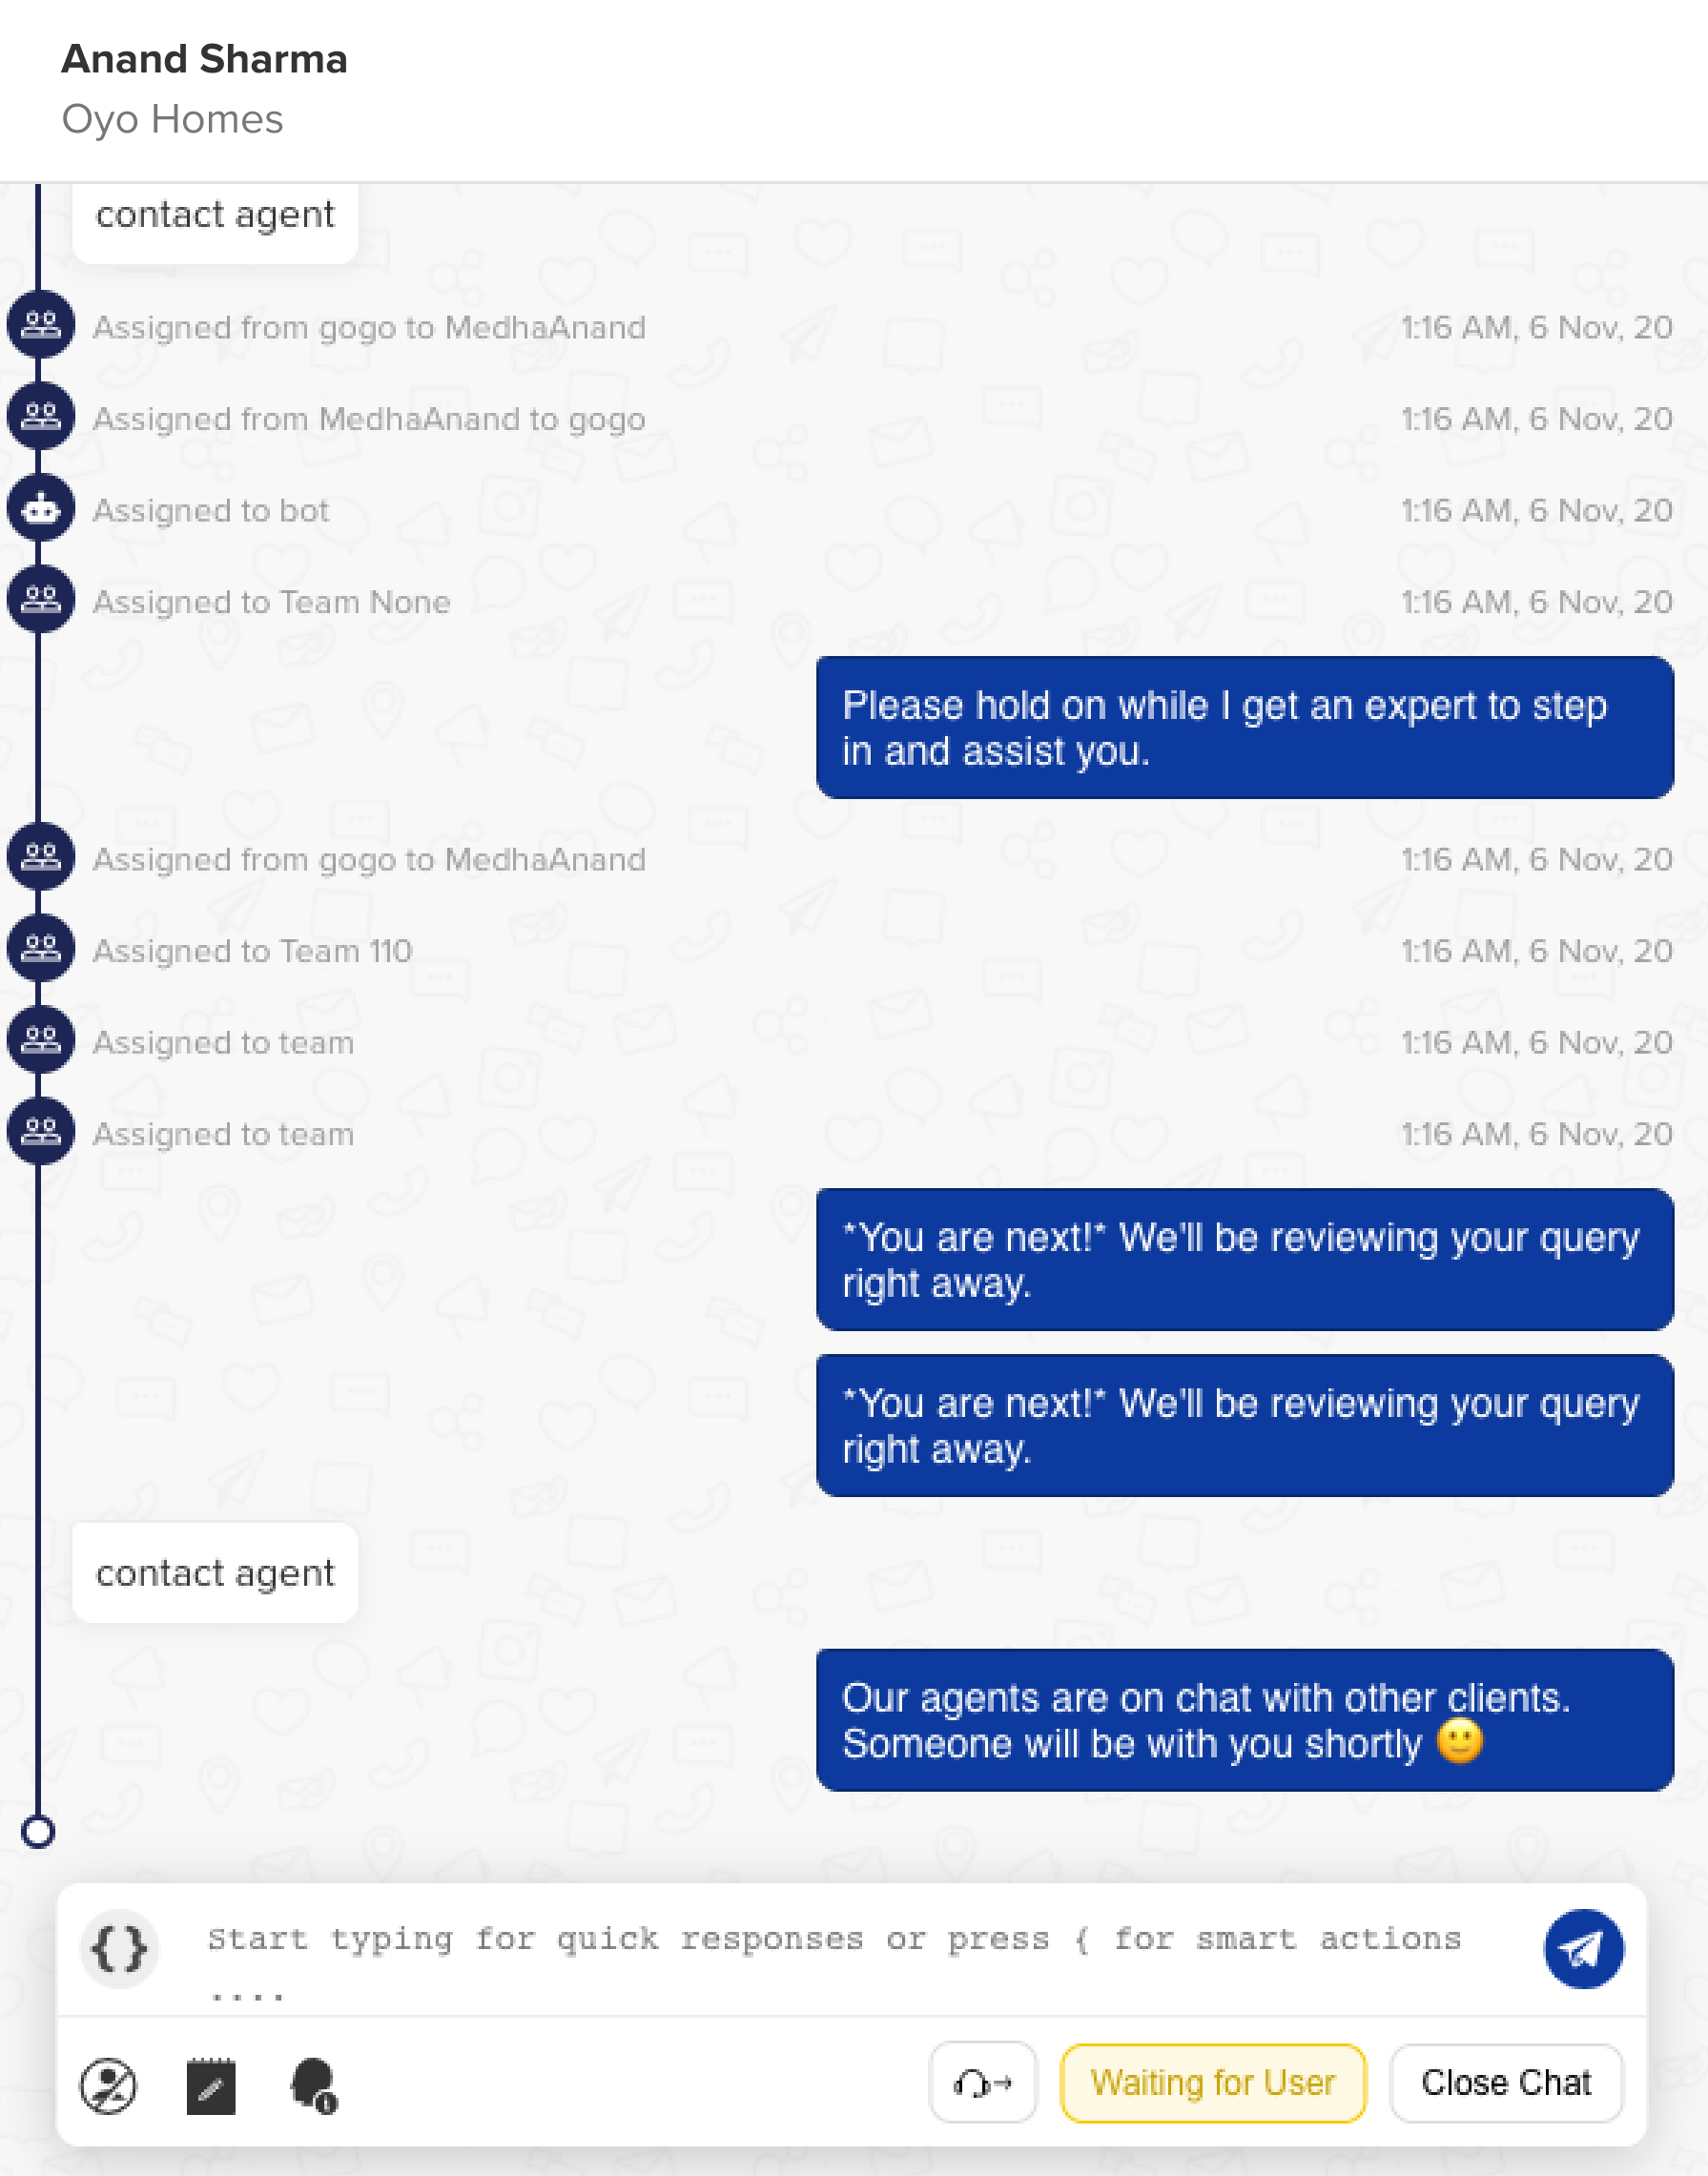 Anand Sharma
Oyo Homes
contact agent
Assigned from gogo to MedhaAnand 1:16 AM, 6 Nov, 20
Assigned from MedhaAnand to gogo 1:16 AM, 6 Nov, 20
Assigned to bot 1:16 AM, 6 Nov, 20
Assigned to Team None 1:16 AM, 6 Nov, 20
Please hold on while I get an expert to step
in and assist you.
Assigned from gogo to MedhaAnand 1:16 AM, 6 Nov, 20
Assigned to Team 110 1:16 AM, 6 Nov, 20
Assigned to team 1:16 AM, 6 Nov, 20
Assigned to team 1:16 AM, 6 Nov, 20
*You are next!* We'll be reviewing your query
right away.
*You are next!* We'll be reviewing your query
right away.
contact agent
Our agents are on chat with other clients.
Someone will be with you shortly 🙂
{} Start typing for quick responses or press { for smart actions
....
Waiting for User Close Chat